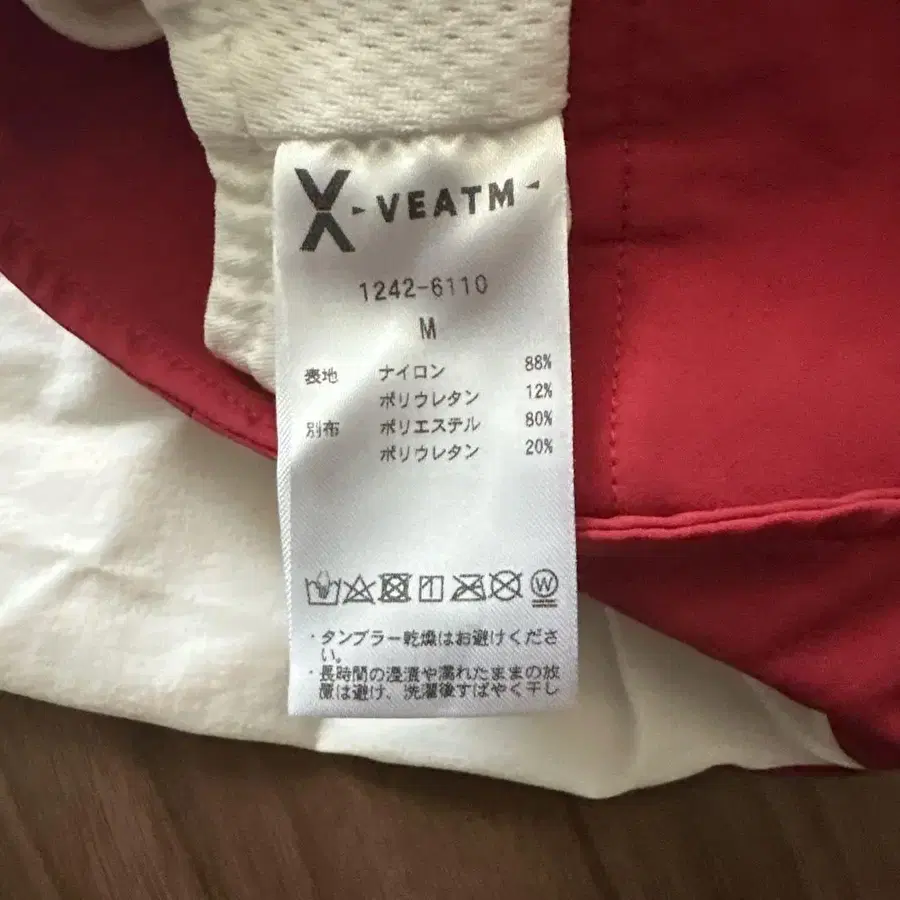 X-VEATM-
1242-6110
M
表地 ナイロン 88%
ポリウレタン 12%
別布 ポリエステル 80%
ポリウレタン 20%
W
・タンブラー乾燥はお避けくださ
い。
・長時間の浸漬や濡れたままの放
置は避け、洗濯後すばやく干し